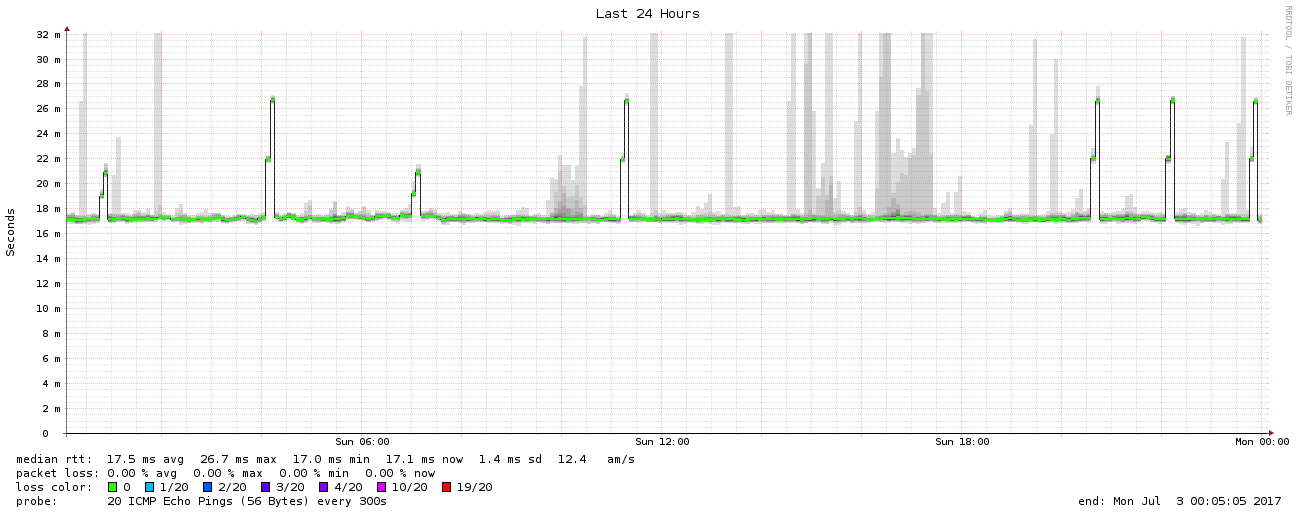 Last 24 Hours
RRDTOOL / TOBI OETIKER
Seconds
32 m
30 m
28 m
26 m
24 m
22 m
20 m
18 m
16 m
14 m
12 m
10 m
8 m
6 m
4 m
2 m
0
Sun 06:00 Sun 12:00 Sun 18:00 Mon 00:00
median rtt: 17.5 ms avg 26.7 ms max 17.0 ms min 17.1 ms now 1.4 ms sd 12.4 am/s
packet loss: 0.00 % avg 0.00 % max 0.00 % min 0.00 % now
loss color: 0 1/20 2/20 3/20 4/20 10/20 19/20
probe: 20 ICMP Echo Pings (56 Bytes) every 300s end: Mon Jul 3 00:05:05 2017